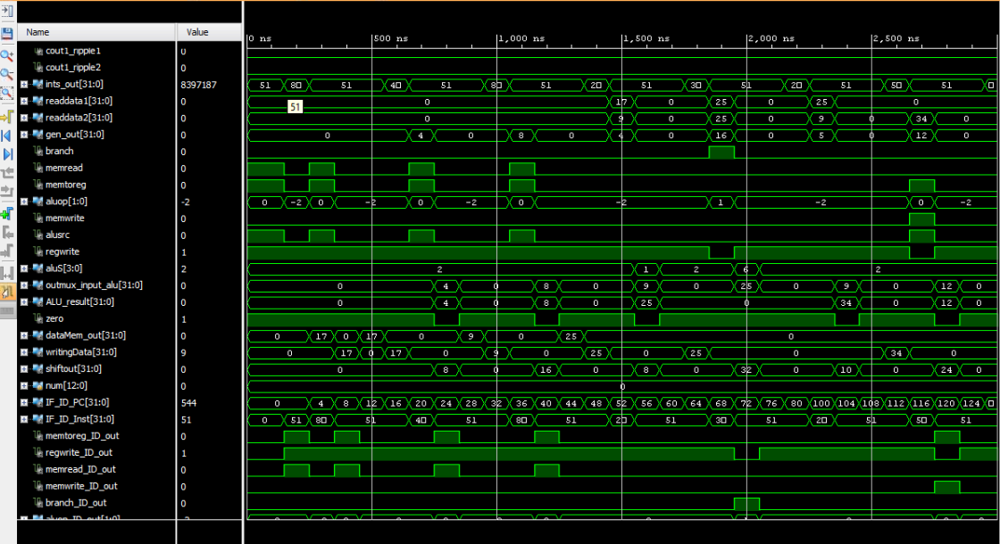 Name Value 0 ns 500 ns 1,000 ns 1,500 ns 2,000 ns 2,500 ns
cout1_ripple1 0
cout1_ripple2 0
ints_out[31:0] 8397187 51 8 51 4 51 8 51 2 51 3 51 2 51 5 51
readdata1[31:0] 0 0 17 0 25 0 25 0
51
readdata2[31:0] 0 0 9 0 25 0 9 0 34 0
gen_out[31:0] 0 0 4 0 8 0 4 0 16 0 5 0 12 0
branch 0
memread 0
memtoreg 0
aluop[1:0] -2 0 -2 0 -2 0 -2 0 -2 1 -2 0 -2
memwrite 0
alusrc 0
regwrite 1
aluS[3:0] 2 2 1 2 6 2
outmux_input_alu[31:0] 0 0 4 0 8 0 9 0 25 0 9 0 12 0
ALU_result[31:0] 0 0 4 0 8 0 25 0 34 0 12 0
zero 1
dataMem_out[31:0] 0 0 17 0 17 0 9 0 25 0
writingData[31:0] 9 0 17 0 17 0 9 0 25 0 25 0 34 0
shiftout[31:0] 0 0 8 0 16 0 8 0 32 0 10 0 24 0
num[12:0] 0 0
IF_ID_PC[31:0] 544 0 4 8 12 16 20 24 28 32 36 40 44 48 52 56 60 64 68 72 76 80 100 104 108 112 116 120 124
IF_ID_Inst[31:0] 51 0 51 8 51 4 51 8 51 2 51 3 51 2 51 5 51
memtoreg_ID_out 0
regwrite_ID_out 1
memread_ID_out 0
memwrite_ID_out 0
branch_ID_out 0